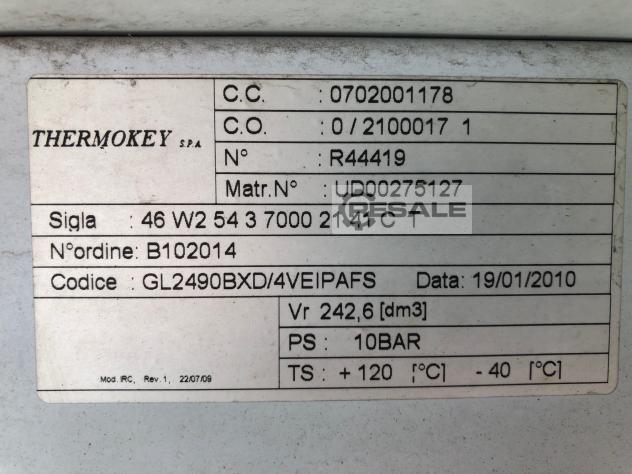 THERMOKEY S.P.A
C.C. : 0702001178
C.O. : 0 / 2100017 1
N° : R44419
Matr.N° : UD00275127
RESALE
Sigla : 46 W2 54 3 7000 2141 C T
N°ordine: B102014
Codice : GL2490BXD/4VEIPAFS Data: 19/01/2010
Vr 242,6 [dm3]
PS : 10BAR
TS : + 120 [°C] - 40 [°C]
Mod. IRC, Rev. 1, 22/07/09